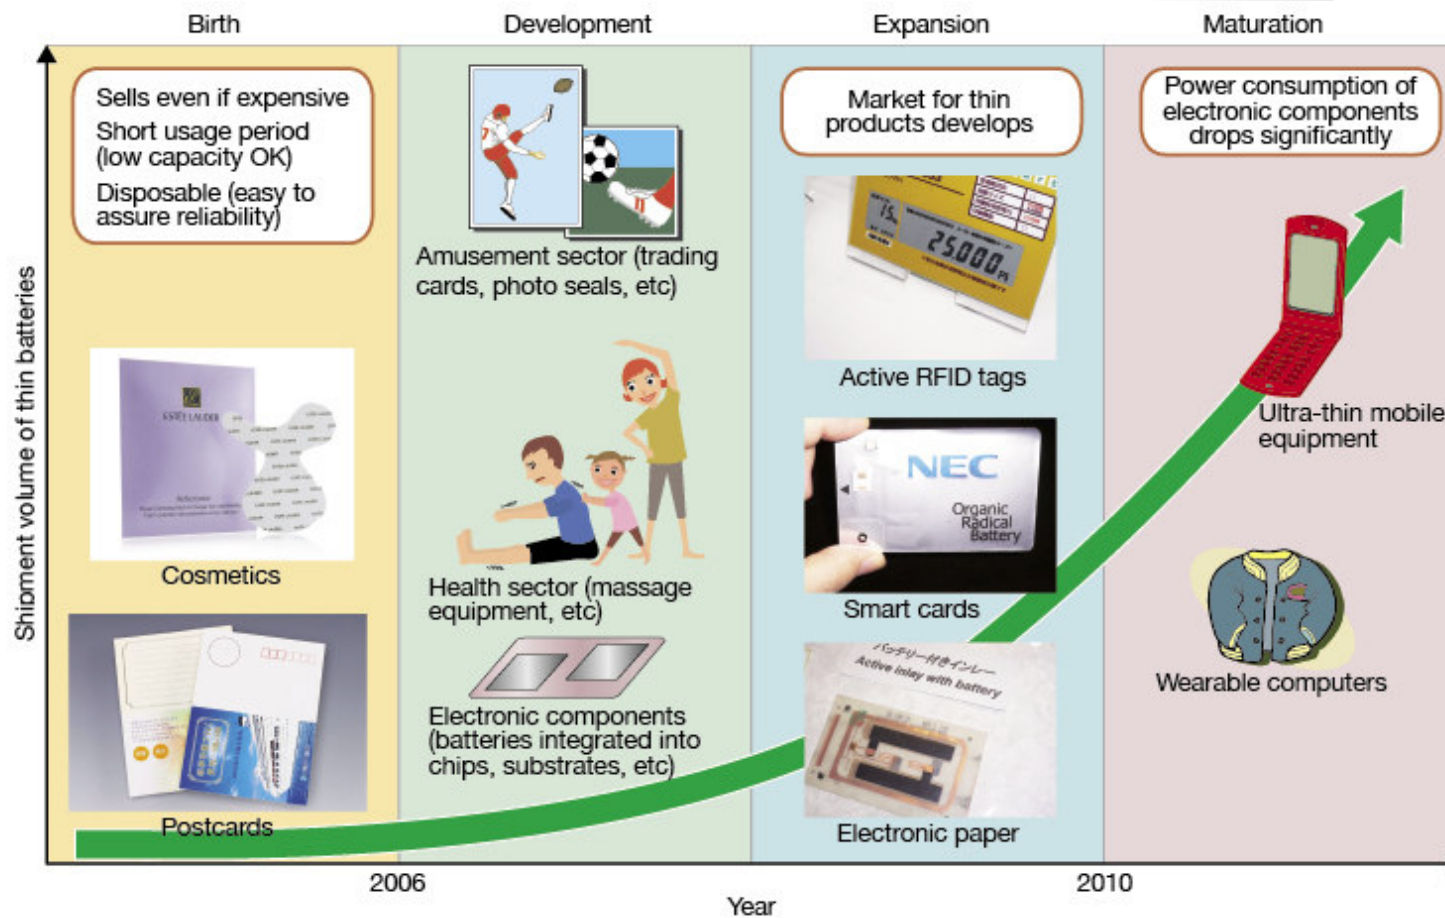 Birth
Development
Expansion
Maturation
Sells even if expensive
Short usage period
(low capacity OK)
Disposable (easy to
assure reliability)
Market for thin
products develops
Power consumption of
electronic components
drops significantly
Amusement sector (trading
cards, photo seals, etc)
25.000
Active RFID tags
ESTĒE LAUDER
Cosmetics
Health sector (massage
equipment, etc)
NEC
Organic
Radical
Battery
Smart cards
Ultra-thin mobile
equipment
Wearable computers
Postcards
Electronic components
(batteries integrated into
chips, substrates, etc)
バッテリー付きインレー
Active inlay with battery
Electronic paper
Shipment volume of thin batteries
2006
2010
Year